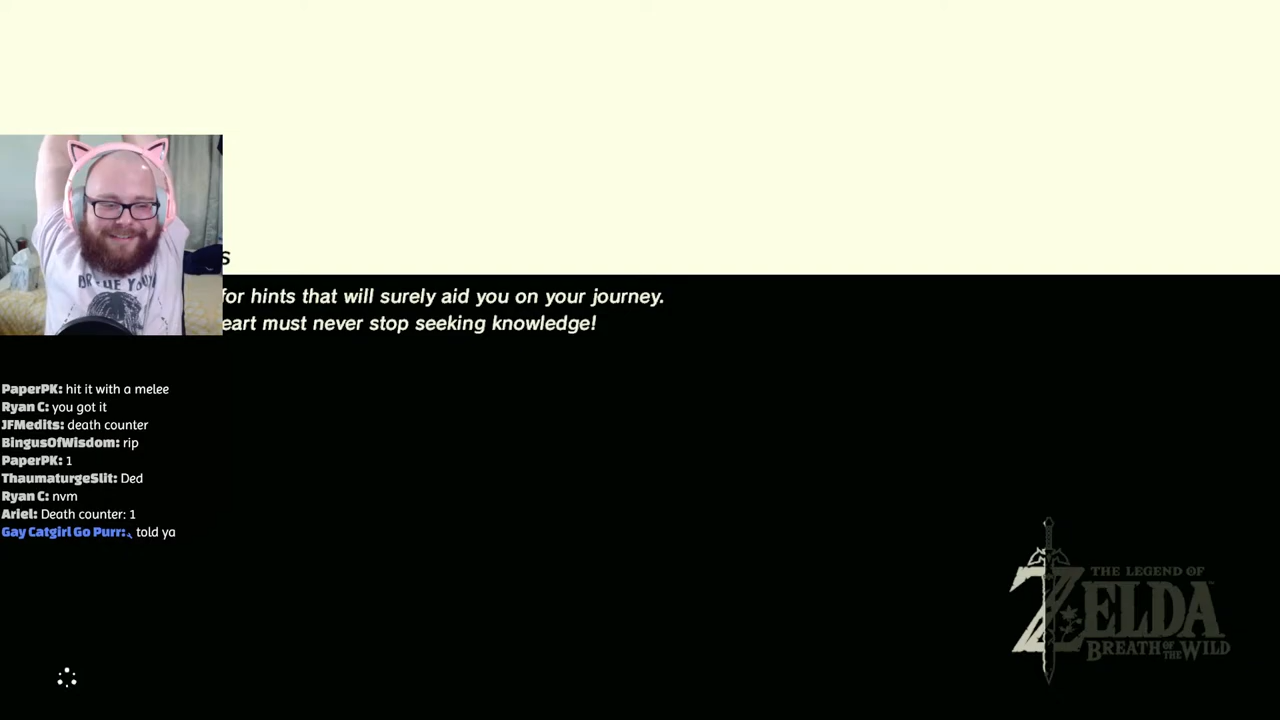 s
for hints that will surely aid you on your journey.
eart must never stop seeking knowledge!
PaperPK: hit it with a melee
Ryan C: you got it
JFMedits: death counter
BingusOfWisdom: rip
PaperPK: 1
ThaumaturgeSlit: Ded
Ryan C: nvm
Ariel: Death counter: 1
Gay Catgirl Go Purr: told ya
THE LEGEND OF
ZELDA
BREATH OF THE WILD